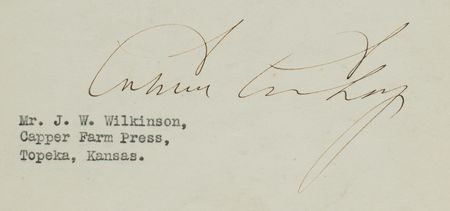 Mr. J. W. Wilkinson,
Capper Farm Press,
Topeka, Kansas.